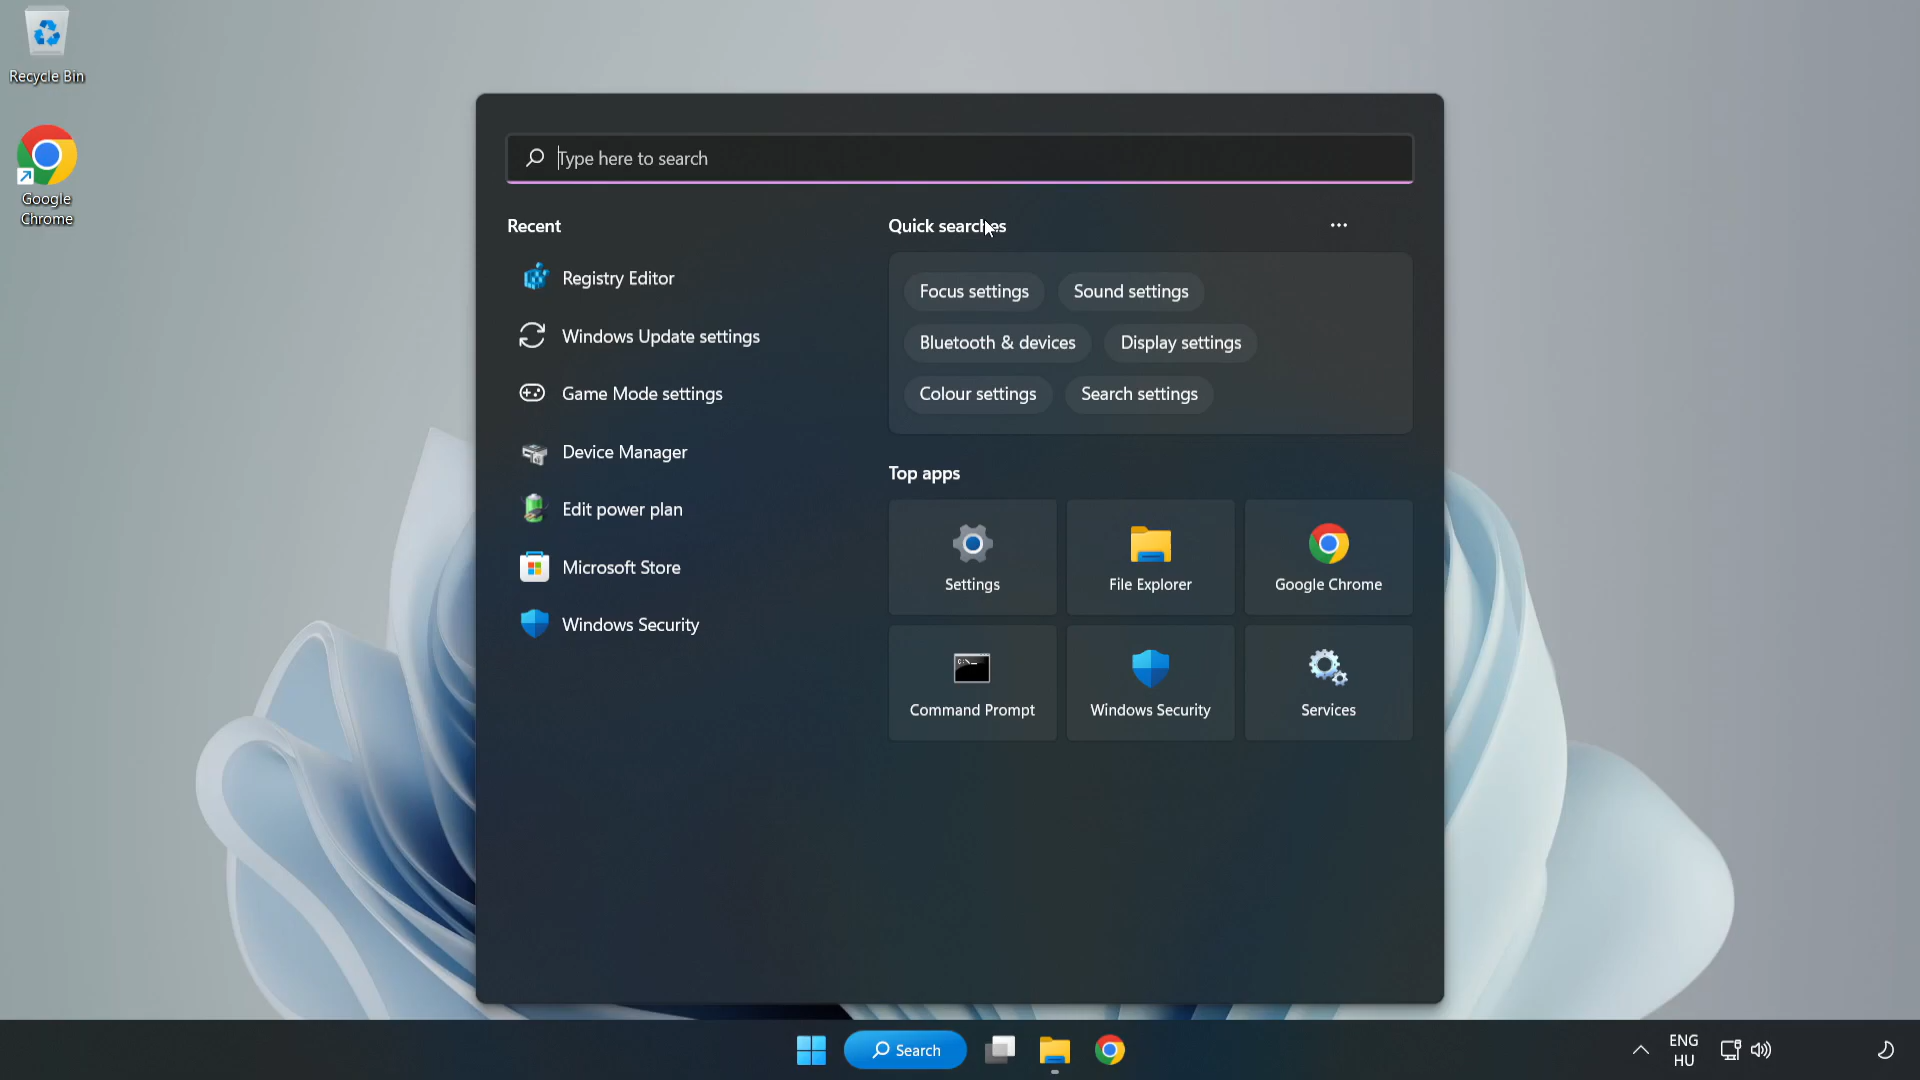 Recycle Bin
Google
Chrome
Type here to search
Recent
Registry Editor
Windows Update settings
Game Mode settings
Device Manager
Edit power plan
Microsoft Store
Windows Security
Quick searches
Focus settings
Sound settings
Bluetooth & devices
Display settings
Colour settings
Search settings
Top apps
Settings
File Explorer
Google Chrome
Command Prompt
Windows Security
Services
Search
ENG
HU